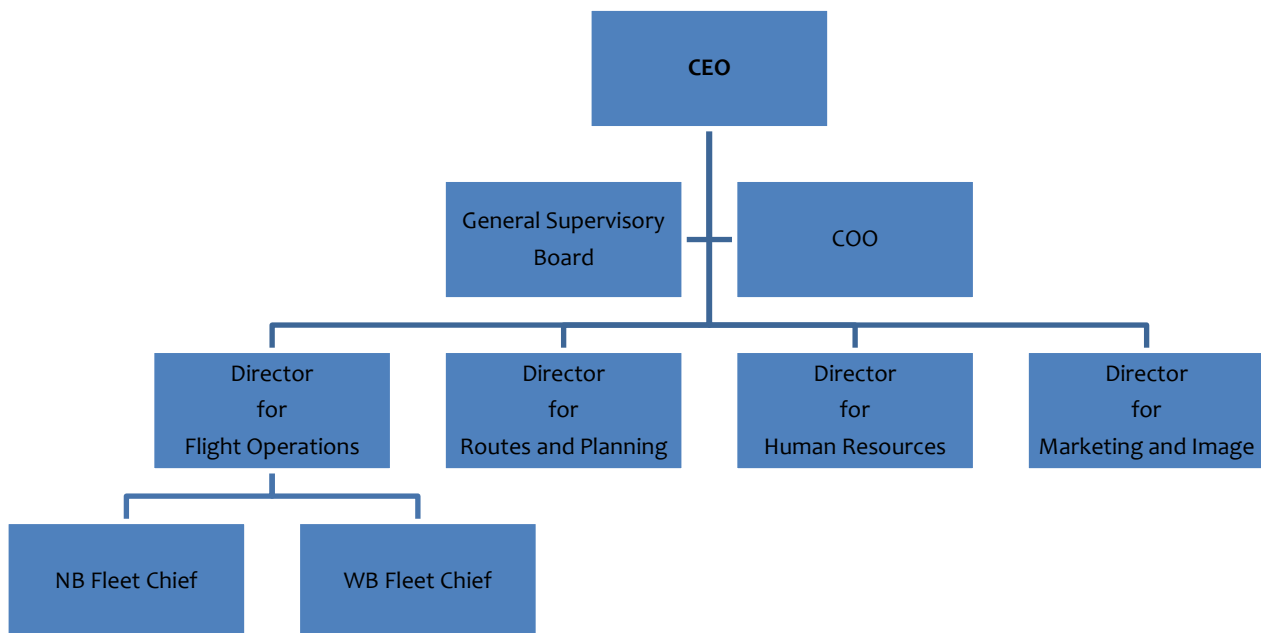 CEO
General Supervisory
Board
COO
Director
for
Flight Operations
Director
for
Routes and Planning
Director
for
Human Resources
Director
for
Marketing and Image
NB Fleet Chief
WB Fleet Chief